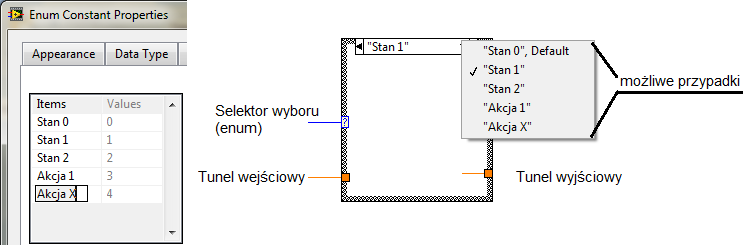 Enum Constant Properties
Appearance Data Type
Items Values
Stan 0 0
Stan 1 1
Stan 2 2
Akcja 1 3
Akcja X 4
"Stan 1"
"Stan 0", Default
✓ "Stan 1"
"Stan 2"
"Akcja 1"
"Akcja X"
możliwe przypadki
Selektor wyboru
(enum)
?
Tunel wejściowy
Tunel wyjściowy